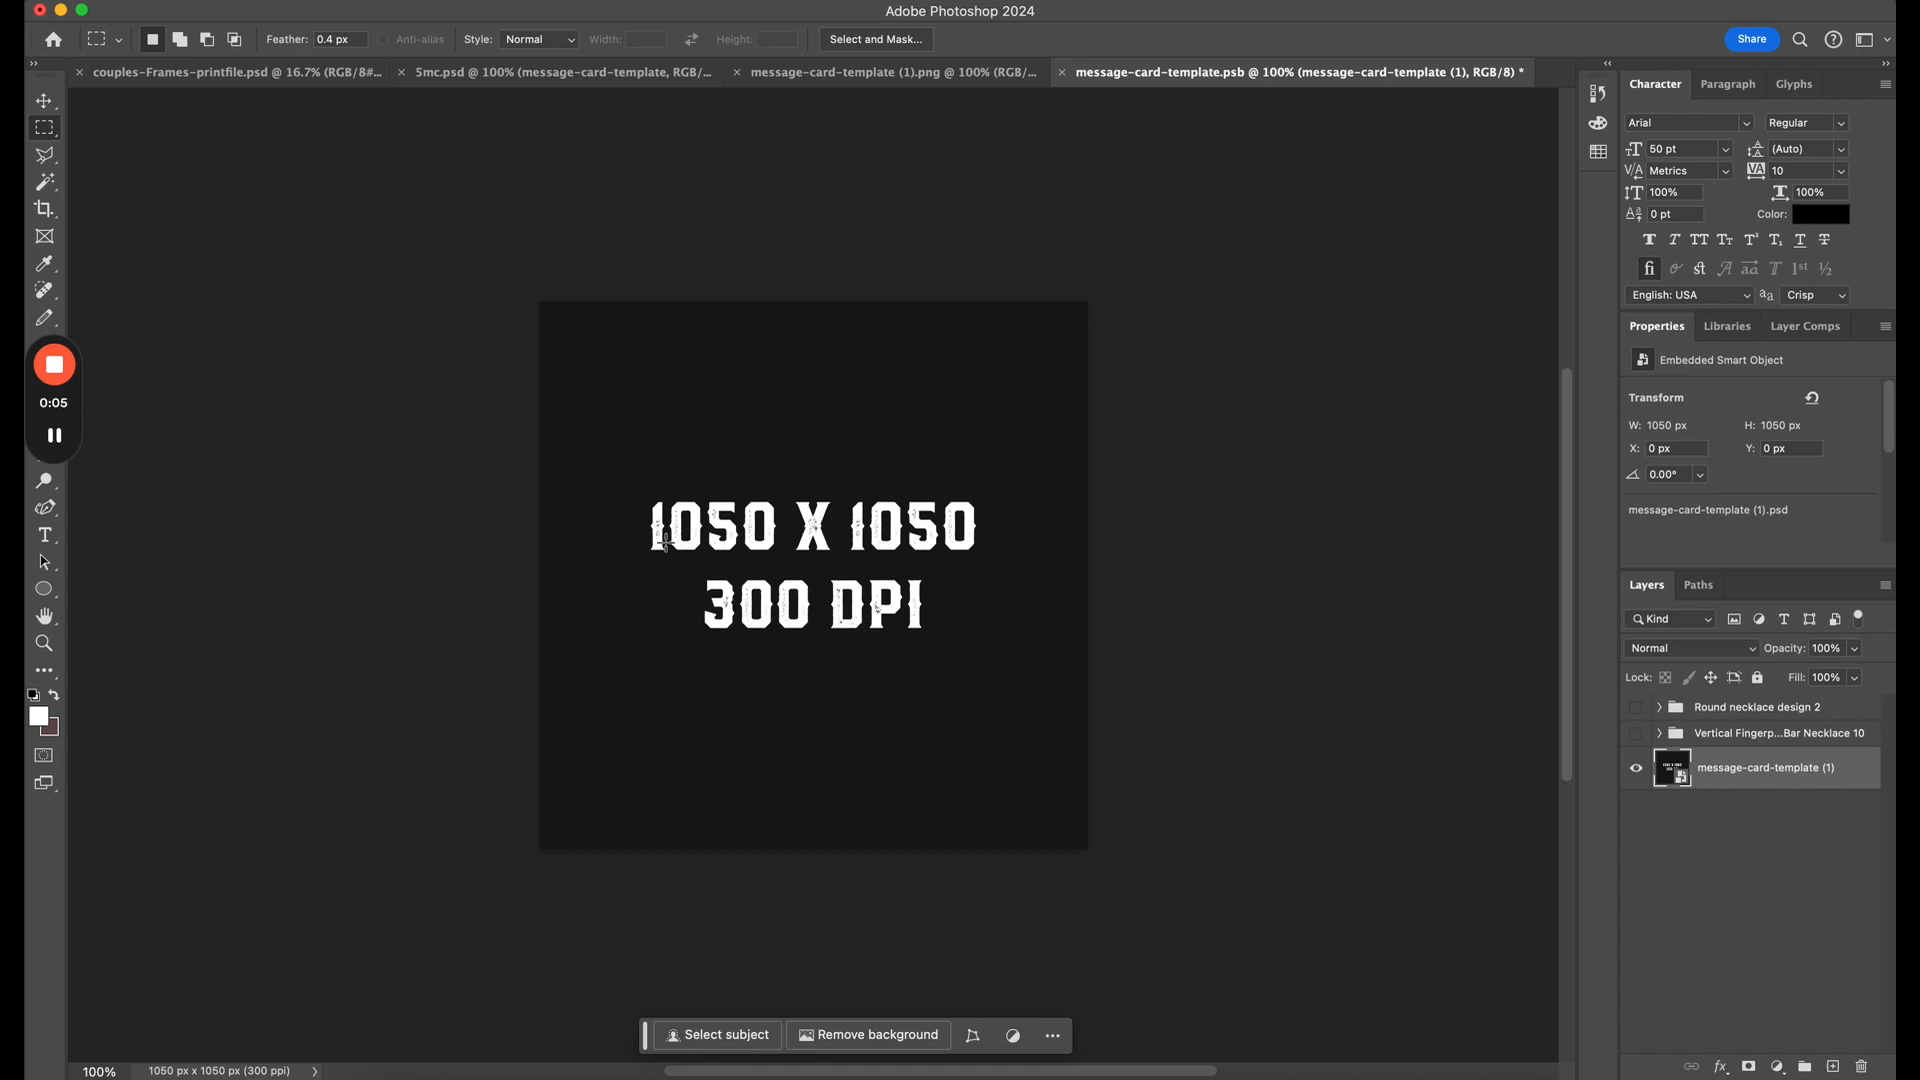 Adobe Photoshop 2024
Feather: 0.4 px
Anti-alias
Style: Normal
Width:
Height:
Select and Mask...
Share
couples-Frames-printfile.psd @ 16.7% (RGB/8#...
5mc.psd @ 100% (message-card-template, RGB/...
message-card-template (1).png @ 100% (RGB/...
message-card-template.psb @ 100% (message-card-template (1), RGB/8) *
0:05
1050 X 1050
300 DPI
Select subject
Remove background
100%
1050 px x 1050 px (300 ppi)
Character
Paragraph
Glyphs
Arial
Regular
50 pt
(Auto)
Metrics
10
100%
100%
0 pt
Color:
English: USA
Crisp
Properties
Libraries
Layer Comps
Embedded Smart Object
Transform
W: 1050 px
H: 1050 px
X: 0 px
Y: 0 px
0.00°
message-card-template (1).psd
Layers
Paths
Kind
Normal
Opacity: 100%
Lock:
Fill: 100%
Round necklace design 2
Vertical Fingerp...Bar Necklace 10
message-card-template (1)